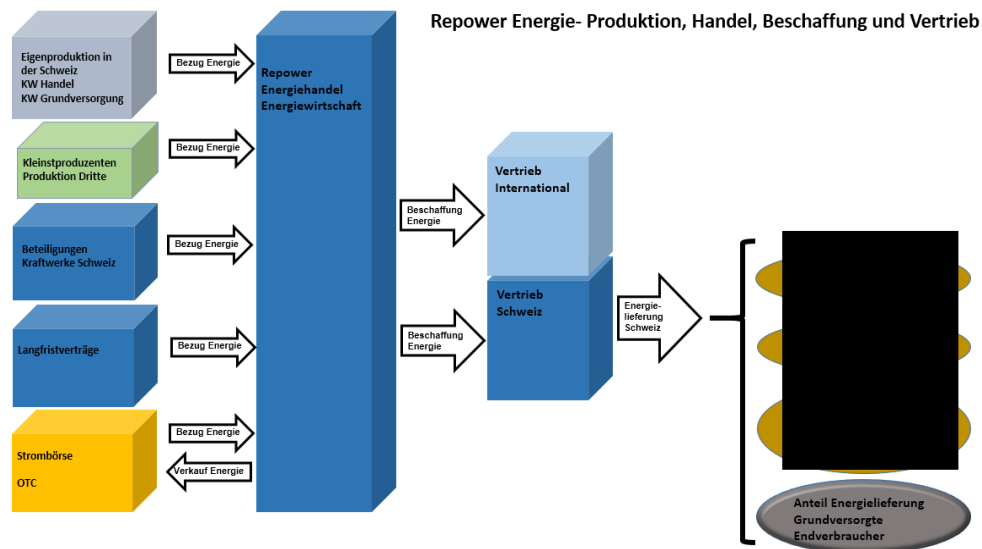 Repower Energie- Produktion, Handel, Beschaffung und Vertrieb
Eigenproduktion in
der Schweiz
KW Handel
KW Grundversorgung
Bezug Energie
Repower
Energiehandel
Energiewirtschaft
Kleinstproduzenten
Produktion Dritte
Bezug Energie
Beteiligungen
Kraftwerke Schweiz
Bezug Energie
Langfristverträge
Bezug Energie
Strombörse
OTC
Bezug Energie
Verkauf Energie
Beschaffung
Energie
Vertrieb
International
Beschaffung
Energie
Vertrieb
Schweiz
Energie-
lieferung
Schweiz
Anteil Energielieferung
Grundversorgte
Endverbraucher